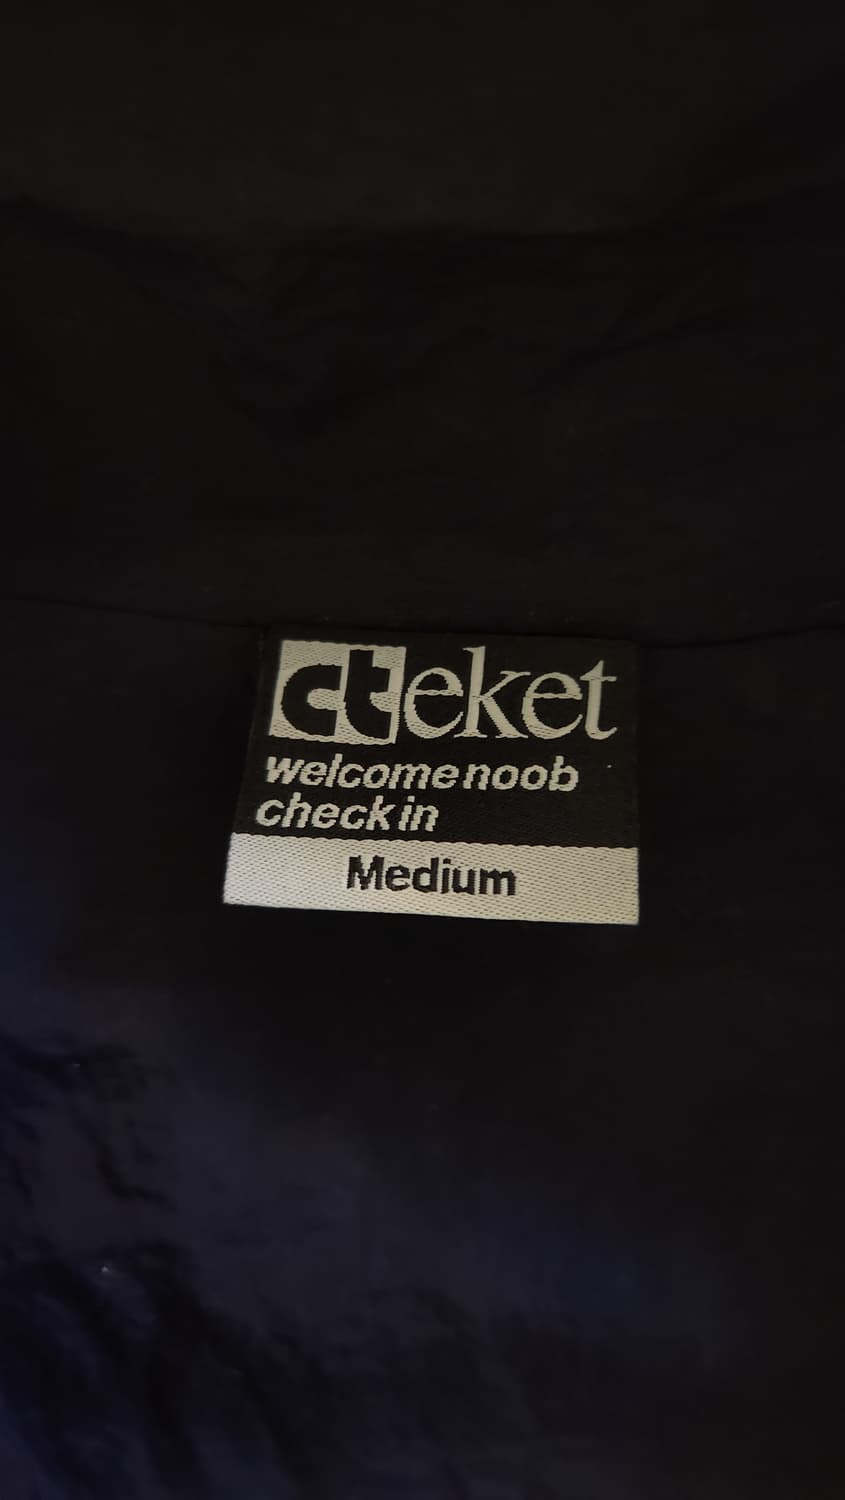 cteket
welcome noob
check in
Medium